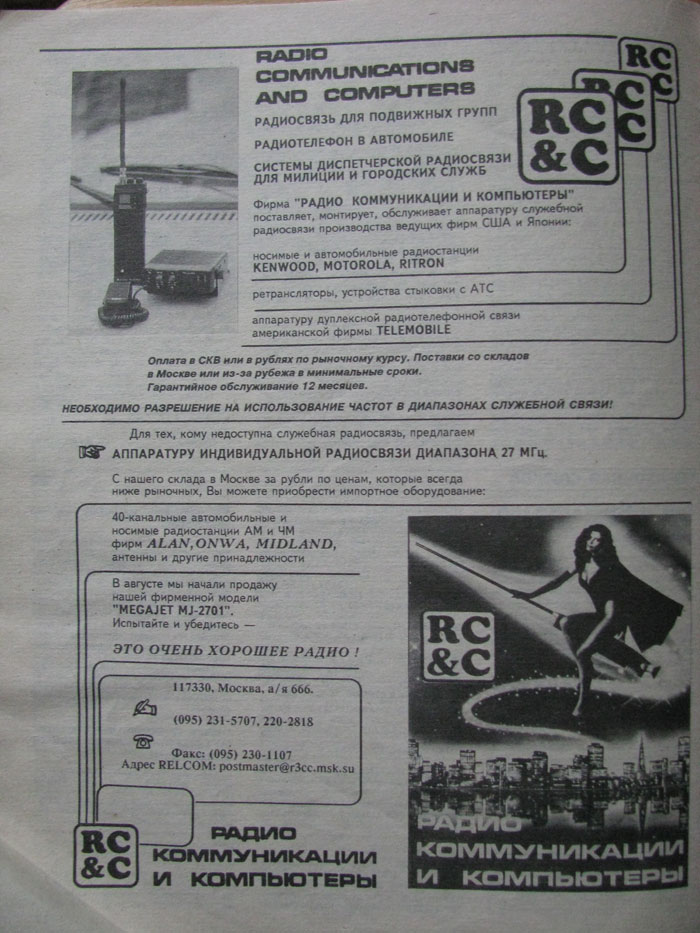 RADIO
COMMUNICATIONS
AND COMPUTERS
RC
&C
RC
&C
RC
&C
РАДИОСВЯЗЬ ДЛЯ ПОДВИЖНЫХ ГРУПП
РАДИОТЕЛЕФОН В АВТОМОБИЛЕ
СИСТЕМЫ ДИСПЕТЧЕРСКОЙ РАДИОСВЯЗИ
ДЛЯ МИЛИЦИИ И ГОРОДСКИХ СЛУЖБ
Фирма "РАДИО КОММУНИКАЦИИ И КОМПЬЮТЕРЫ"
поставляет, монтирует, обслуживает аппаратуру служебной
радиосвязи производства ведущих фирм США и Японии:
носимые и автомобильные радиостанции
KENWOOD, MOTOROLA, RITRON
ретрансляторы, устройства стыковки с АТС
аппаратуру дуплексной радиотелефонной связи
американской фирмы TELEMOBILE
Оплата в СКВ или в рублях по рыночному курсу. Поставки со складов
в Москве или из-за рубежа в минимальные сроки.
Гарантийное обслуживание 12 месяцев.
НЕОБХОДИМО РАЗРЕШЕНИЕ НА ИСПОЛЬЗОВАНИЕ ЧАСТОТ В ДИАПАЗОНАХ СЛУЖЕБНОЙ СВЯЗИ!
Для тех, кому недоступна служебная радиосвязь, предлагаем
АППАРАТУРУ ИНДИВИДУАЛЬНОЙ РАДИОСВЯЗИ ДИАПАЗОНА 27 МГц.
С нашего склада в Москве за рубли по ценам, которые всегда
ниже рыночных, Вы можете приобрести импортное оборудование:
40-канальные автомобильные и
носимые радиостанции АМ и ЧМ
фирм ALAN, ONWA, MIDLAND,
антенны и другие принадлежности
В августе мы начали продажу
нашей фирменной модели
"MEGAJET MJ-2701".
Испытайте и убедитесь —
ЭТО ОЧЕНЬ ХОРОШЕЕ РАДИО !
117330, Москва, а/я 666.
(095) 231-5707, 220-2818
Факс: (095) 230-1107
Адрес RELCOM: postmaster@r3cc.msk.su
RC
&C
РАДИО
КОММУНИКАЦИИ
И КОМПЬЮТЕРЫ
RC
&C
РАДИО
КОММУНИКАЦИИ
И КОМПЬЮТЕРЫ